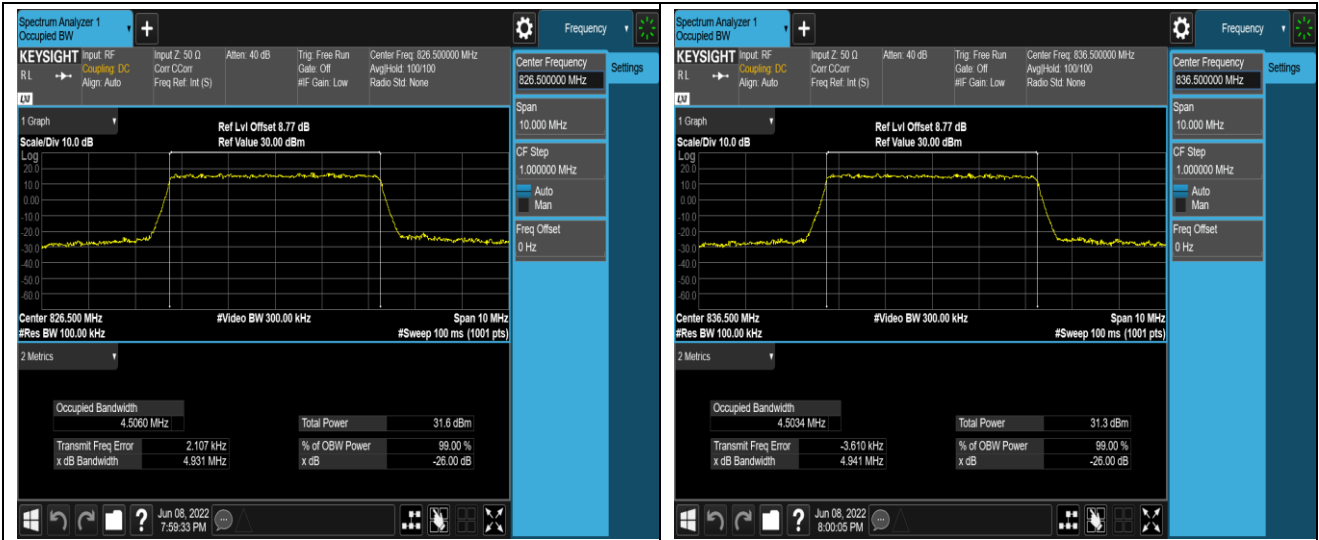 Spectrum Analyzer 1
Occupied BW
+
Frequency
KEYSIGHT
Input: RF
Input Z: 50 Ω
Atten: 40 dB
Trig: Free Run
Center Freq: 826.500000 MHz
RL
Coupling: DC
Corr CCorr
Gate: Off
Avg|Hold: 100/100
Align: Auto
Freq Ref: Int (S)
#IF Gain: Low
Radio Std: None
LXI
Center Frequency
826.500000 MHz
Settings
Span
10.000 MHz
CF Step
1.000000 MHz
Auto
Man
Freq Offset
0 Hz
1 Graph
Ref Lvl Offset 8.77 dB
Scale/Div 10.0 dB
Ref Value 30.00 dBm
Log
20.0
10.0
0.00
-10.0
-20.0
-30.0
-40.0
-50.0
-60.0
Center 826.500 MHz
#Video BW 300.00 kHz
Span 10 MHz
#Res BW 100.00 kHz
#Sweep 100 ms (1001 pts)
2 Metrics
Occupied Bandwidth
4.5060 MHz
Total Power 31.6 dBm
Transmit Freq Error 2.107 kHz
% of OBW Power 99.00 %
x dB Bandwidth 4.931 MHz
x dB -26.00 dB
?
Jun 08, 2022
7:59:33 PM
Spectrum Analyzer 1
Occupied BW
+
Frequency
KEYSIGHT
Input: RF
Input Z: 50 Ω
Atten: 40 dB
Trig: Free Run
Center Freq: 836.500000 MHz
RL
Coupling: DC
Corr CCorr
Gate: Off
Avg|Hold: 100/100
Align: Auto
Freq Ref: Int (S)
#IF Gain: Low
Radio Std: None
LXI
Center Frequency
836.500000 MHz
Settings
Span
10.000 MHz
CF Step
1.000000 MHz
Auto
Man
Freq Offset
0 Hz
1 Graph
Ref Lvl Offset 8.77 dB
Scale/Div 10.0 dB
Ref Value 30.00 dBm
Log
20.0
10.0
0.00
-10.0
-20.0
-30.0
-40.0
-50.0
-60.0
Center 836.500 MHz
#Video BW 300.00 kHz
Span 10 MHz
#Res BW 100.00 kHz
#Sweep 100 ms (1001 pts)
2 Metrics
Occupied Bandwidth
4.5034 MHz
Total Power 31.3 dBm
Transmit Freq Error -3.610 kHz
% of OBW Power 99.00 %
x dB Bandwidth 4.941 MHz
x dB -26.00 dB
?
Jun 08, 2022
8:00:05 PM